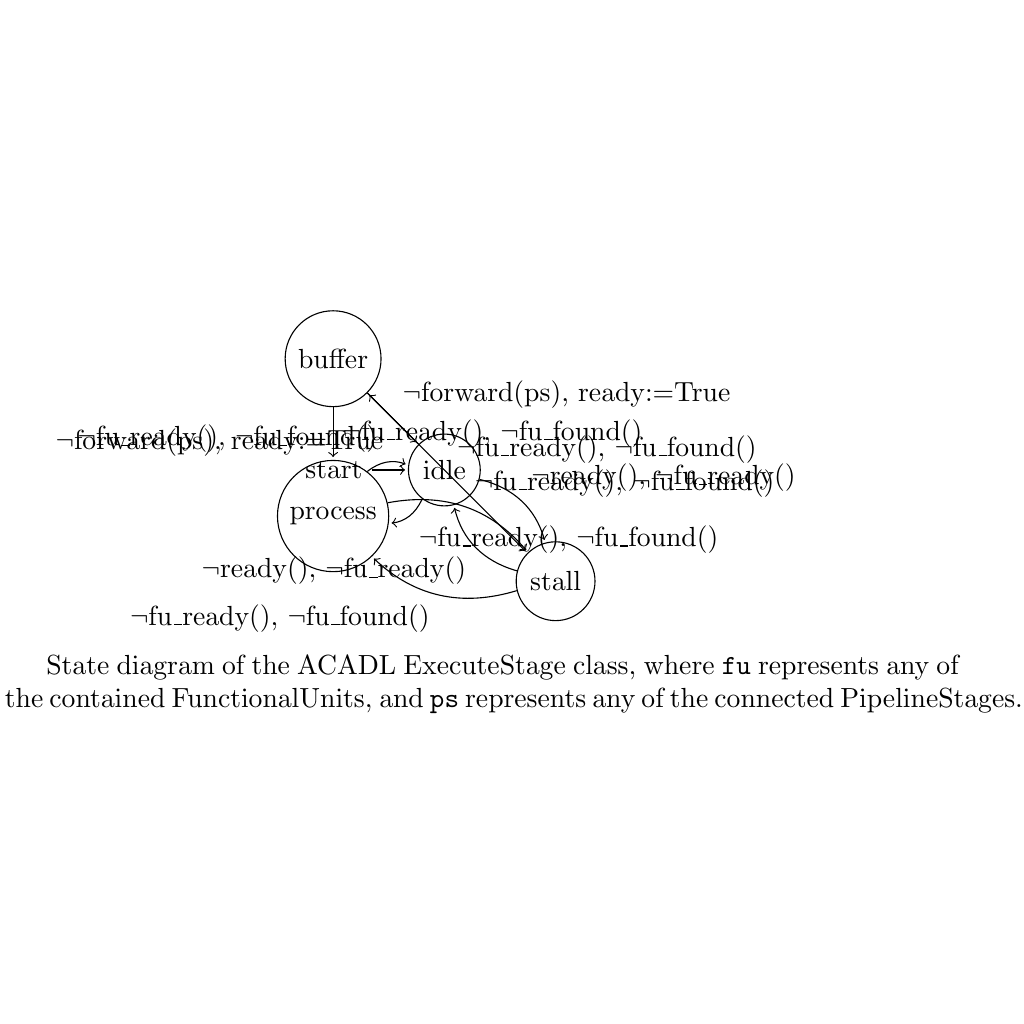 buffer
¬forward(ps), ready:=True
¬fu_ready(), ¬fu_found()
¬fu_ready(), ¬fu_found()
¬forward(ps), ready:=True
¬fu_ready(), ¬fu_found()
start
idle
¬ready(), ¬fu_ready()
¬fu_ready(), ¬fu_found()
process
¬fu_ready(), ¬fu_found()
¬ready(), ¬fu_ready()
stall
¬fu_ready(), ¬fu_found()
State diagram of the ACADL ExecuteStage class, where fu represents any of
the contained FunctionalUnits, and ps represents any of the connected PipelineStages.